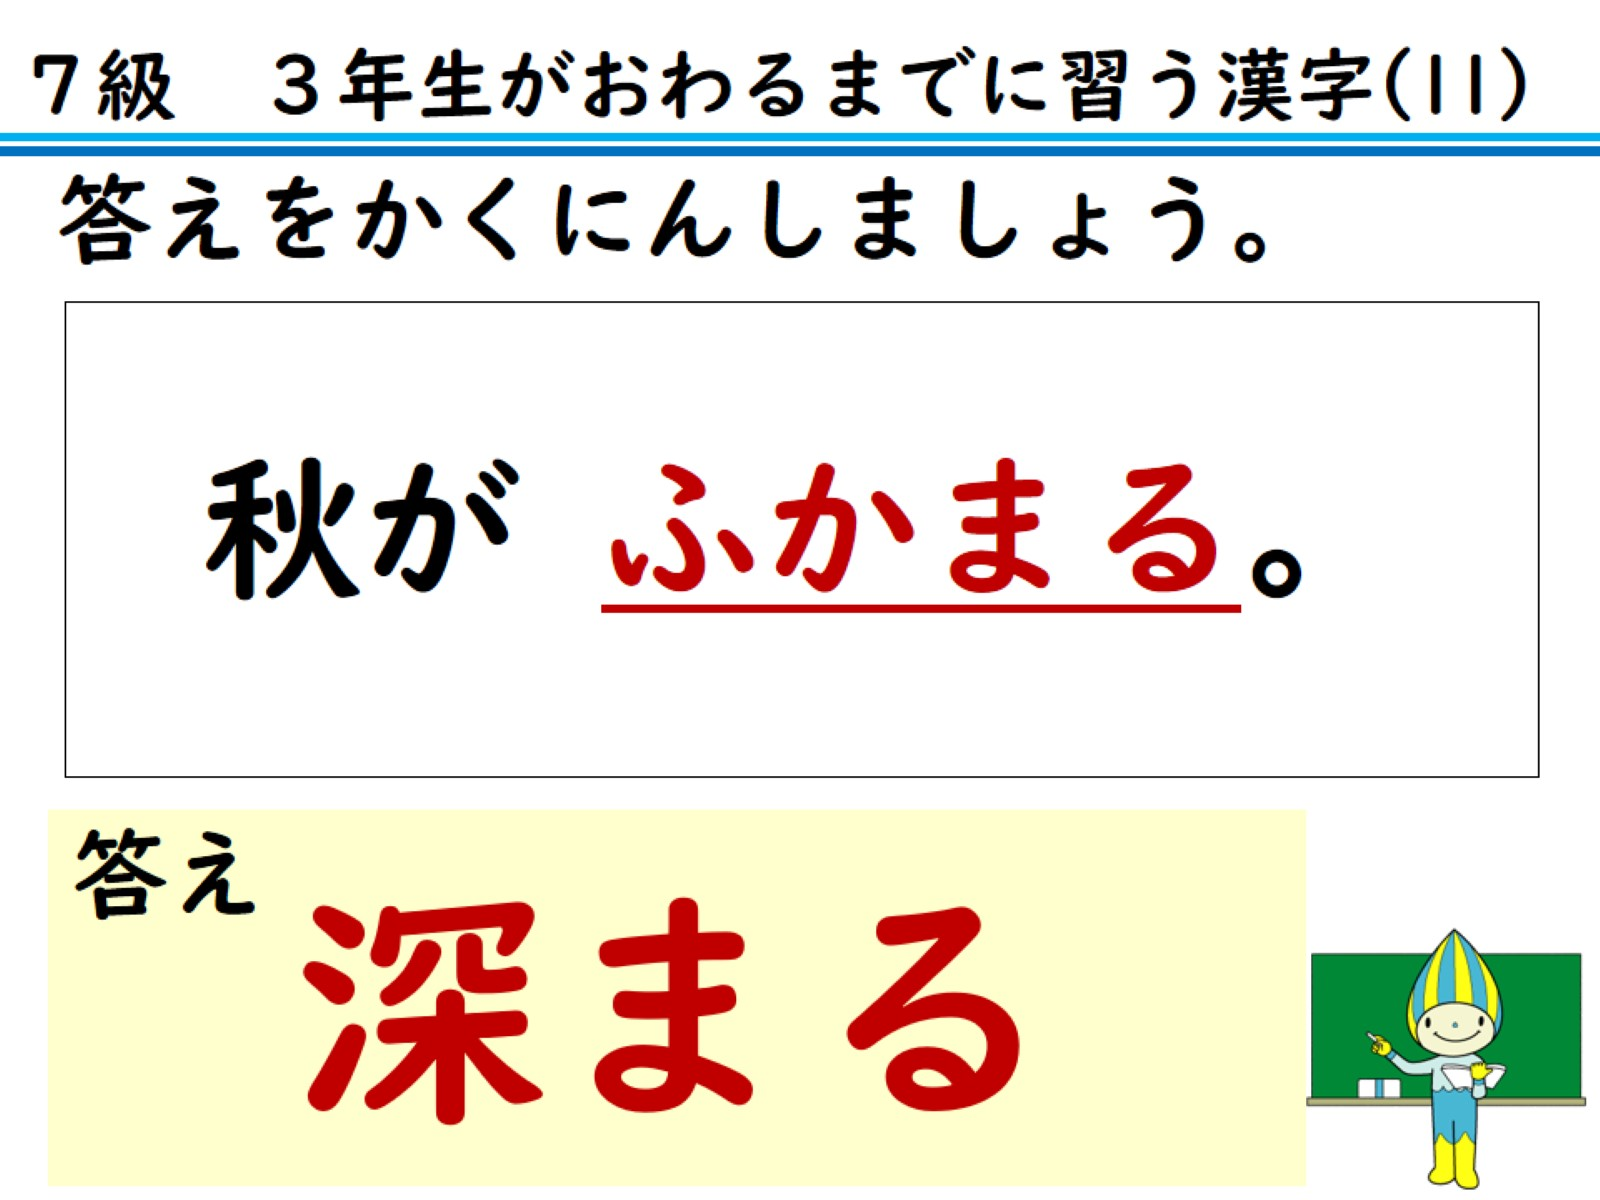 ７級　３年生がおわるまでに習う漢字(11)
答えをかくにんしましょう。
秋が ふかまる。
答え
深まる